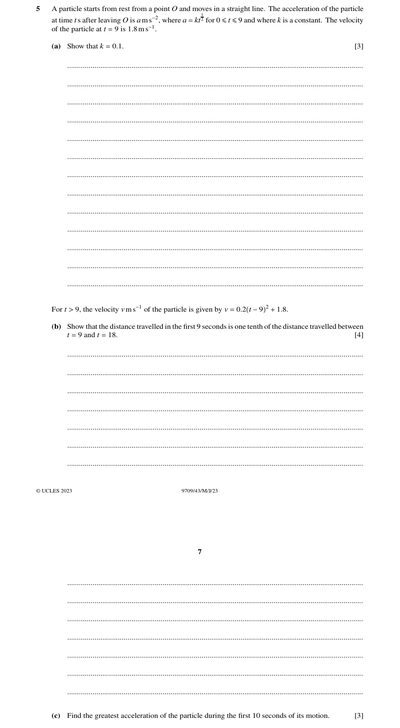 5 A particle starts from rest from a point O and moves in a straight line. The acceleration of the particle
at time t s after leaving O is a m s⁻², where a = kt^½ for 0 ⩽ t ⩽ 9 and where k is a constant. The velocity
of the particle at t = 9 is 1.8 m s⁻¹.
(a) Show that k = 0.1. [3]
For t > 9, the velocity v m s⁻¹ of the particle is given by v = 0.2(t − 9)² + 1.8.
(b) Show that the distance travelled in the first 9 seconds is one tenth of the distance travelled between
t = 9 and t = 18. [4]
© UCLES 2023 9709/43/M/J/23
7
(c) Find the greatest acceleration of the particle during the first 10 seconds of its motion. [3]